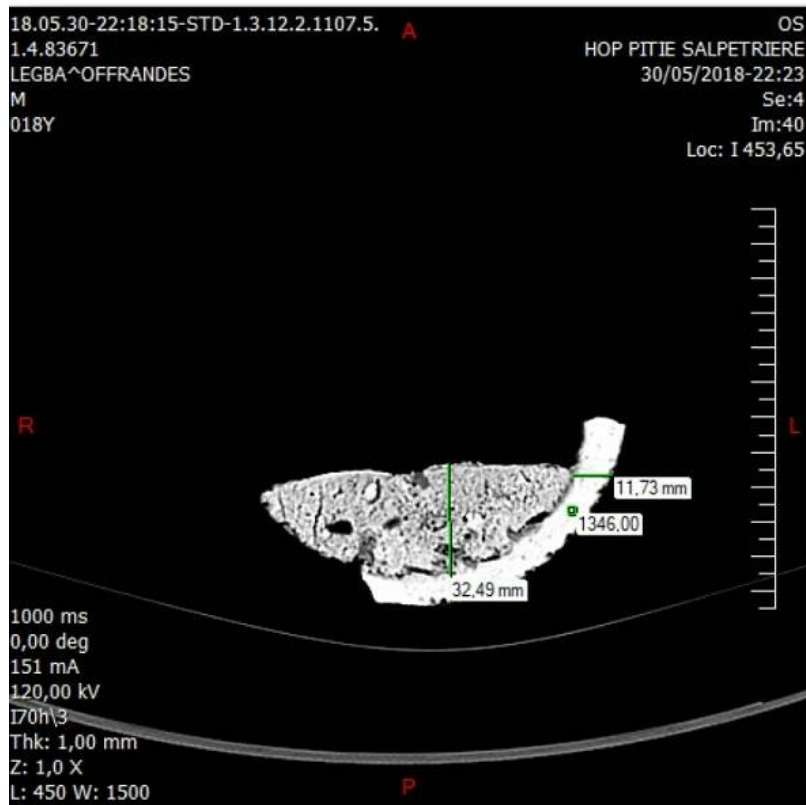 18.05.30-22:18:15-STD-1.3.12.2.1107.5.
1.4.83671
LEGBA^OFFRANDES
M
018Y
A
OS
HOP PITIE SALPETRIERE
30/05/2018-22:23
Se:4
Im:40
Loc: I 453,65
R
L
11,73 mm
1346,00
32,49 mm
1000 ms
0,00 deg
151 mA
120,00 kV
I70h\3
Thk: 1,00 mm
Z: 1,0 X
L: 450 W: 1500
P